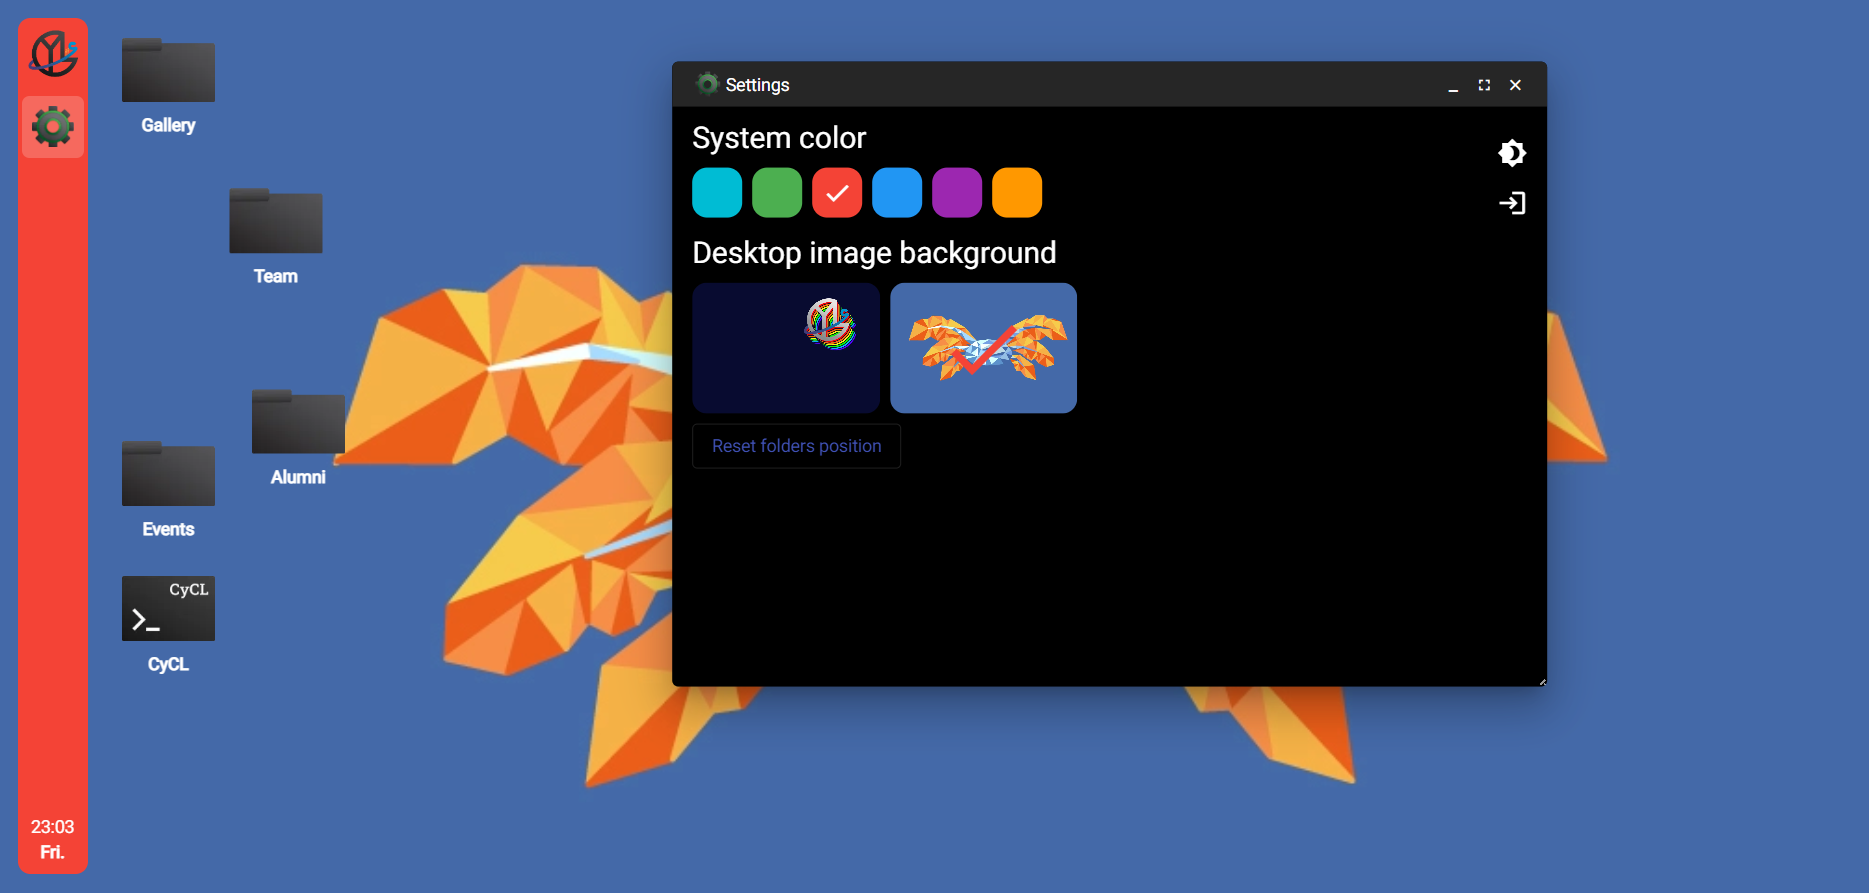 Gallery
Team
Alumni
Events
CyCL
>_
CyCL
23:03
Fri.
Settings
System color
Desktop image background
Reset folders position